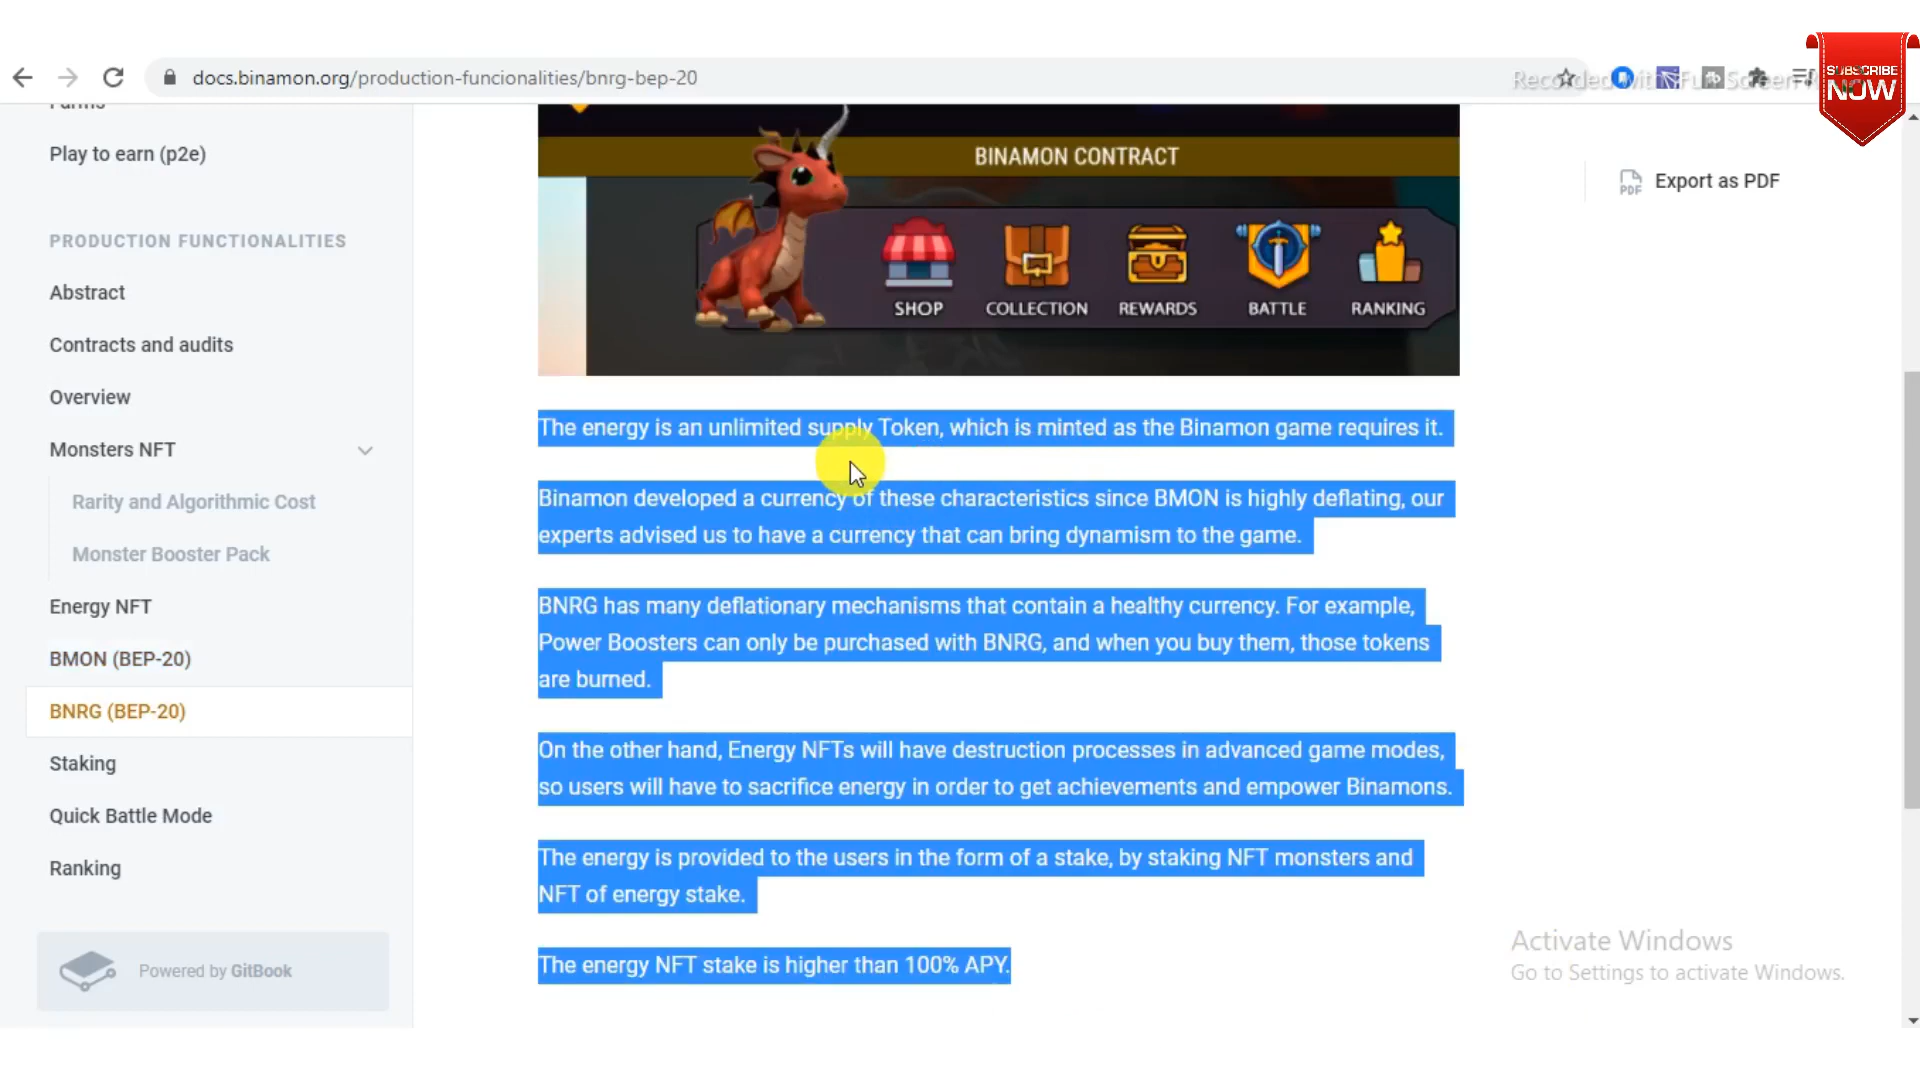 docs.binamon.org/production-funcionalities/bnrg-bep-20
SUBSCRIBE
NOW
Farms
Play to earn (p2e)
PRODUCTION FUNCTIONALITIES
Abstract
Contracts and audits
Overview
Monsters NFT
Rarity and Algorithmic Cost
Monster Booster Pack
Energy NFT
BMON (BEP-20)
BNRG (BEP-20)
Staking
Quick Battle Mode
Ranking
Powered by GitBook
BINAMON CONTRACT
SHOP
COLLECTION
REWARDS
BATTLE
RANKING
The energy is an unlimited supply Token, which is minted as the Binamon game requires it.
Binamon developed a currency of these characteristics since BMON is highly deflating, our
experts advised us to have a currency that can bring dynamism to the game.
BNRG has many deflationary mechanisms that contain a healthy currency. For example,
Power Boosters can only be purchased with BNRG, and when you buy them, those tokens
are burned.
On the other hand, Energy NFTs will have destruction processes in advanced game modes,
so users will have to sacrifice energy in order to get achievements and empower Binamons.
The energy is provided to the users in the form of a stake, by staking NFT monsters and
NFT of energy stake.
The energy NFT stake is higher than 100% APY.
PDF
Export as PDF
Activate Windows
Go to Settings to activate Windows.